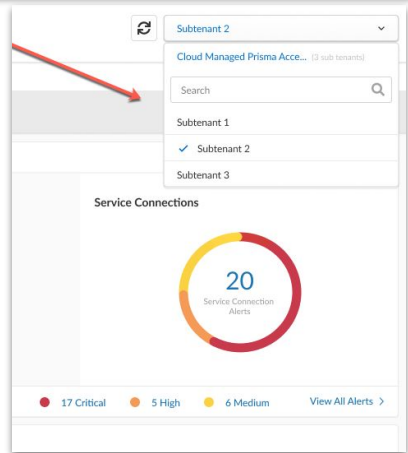 Subtenant 2
Cloud Managed Prisma Acce... (3 sub tenants)
Search
Subtenant 1
Subtenant 2
Subtenant 3
Service Connections
20
Service Connection
Alerts
17 Critical 5 High 6 Medium View All Alerts